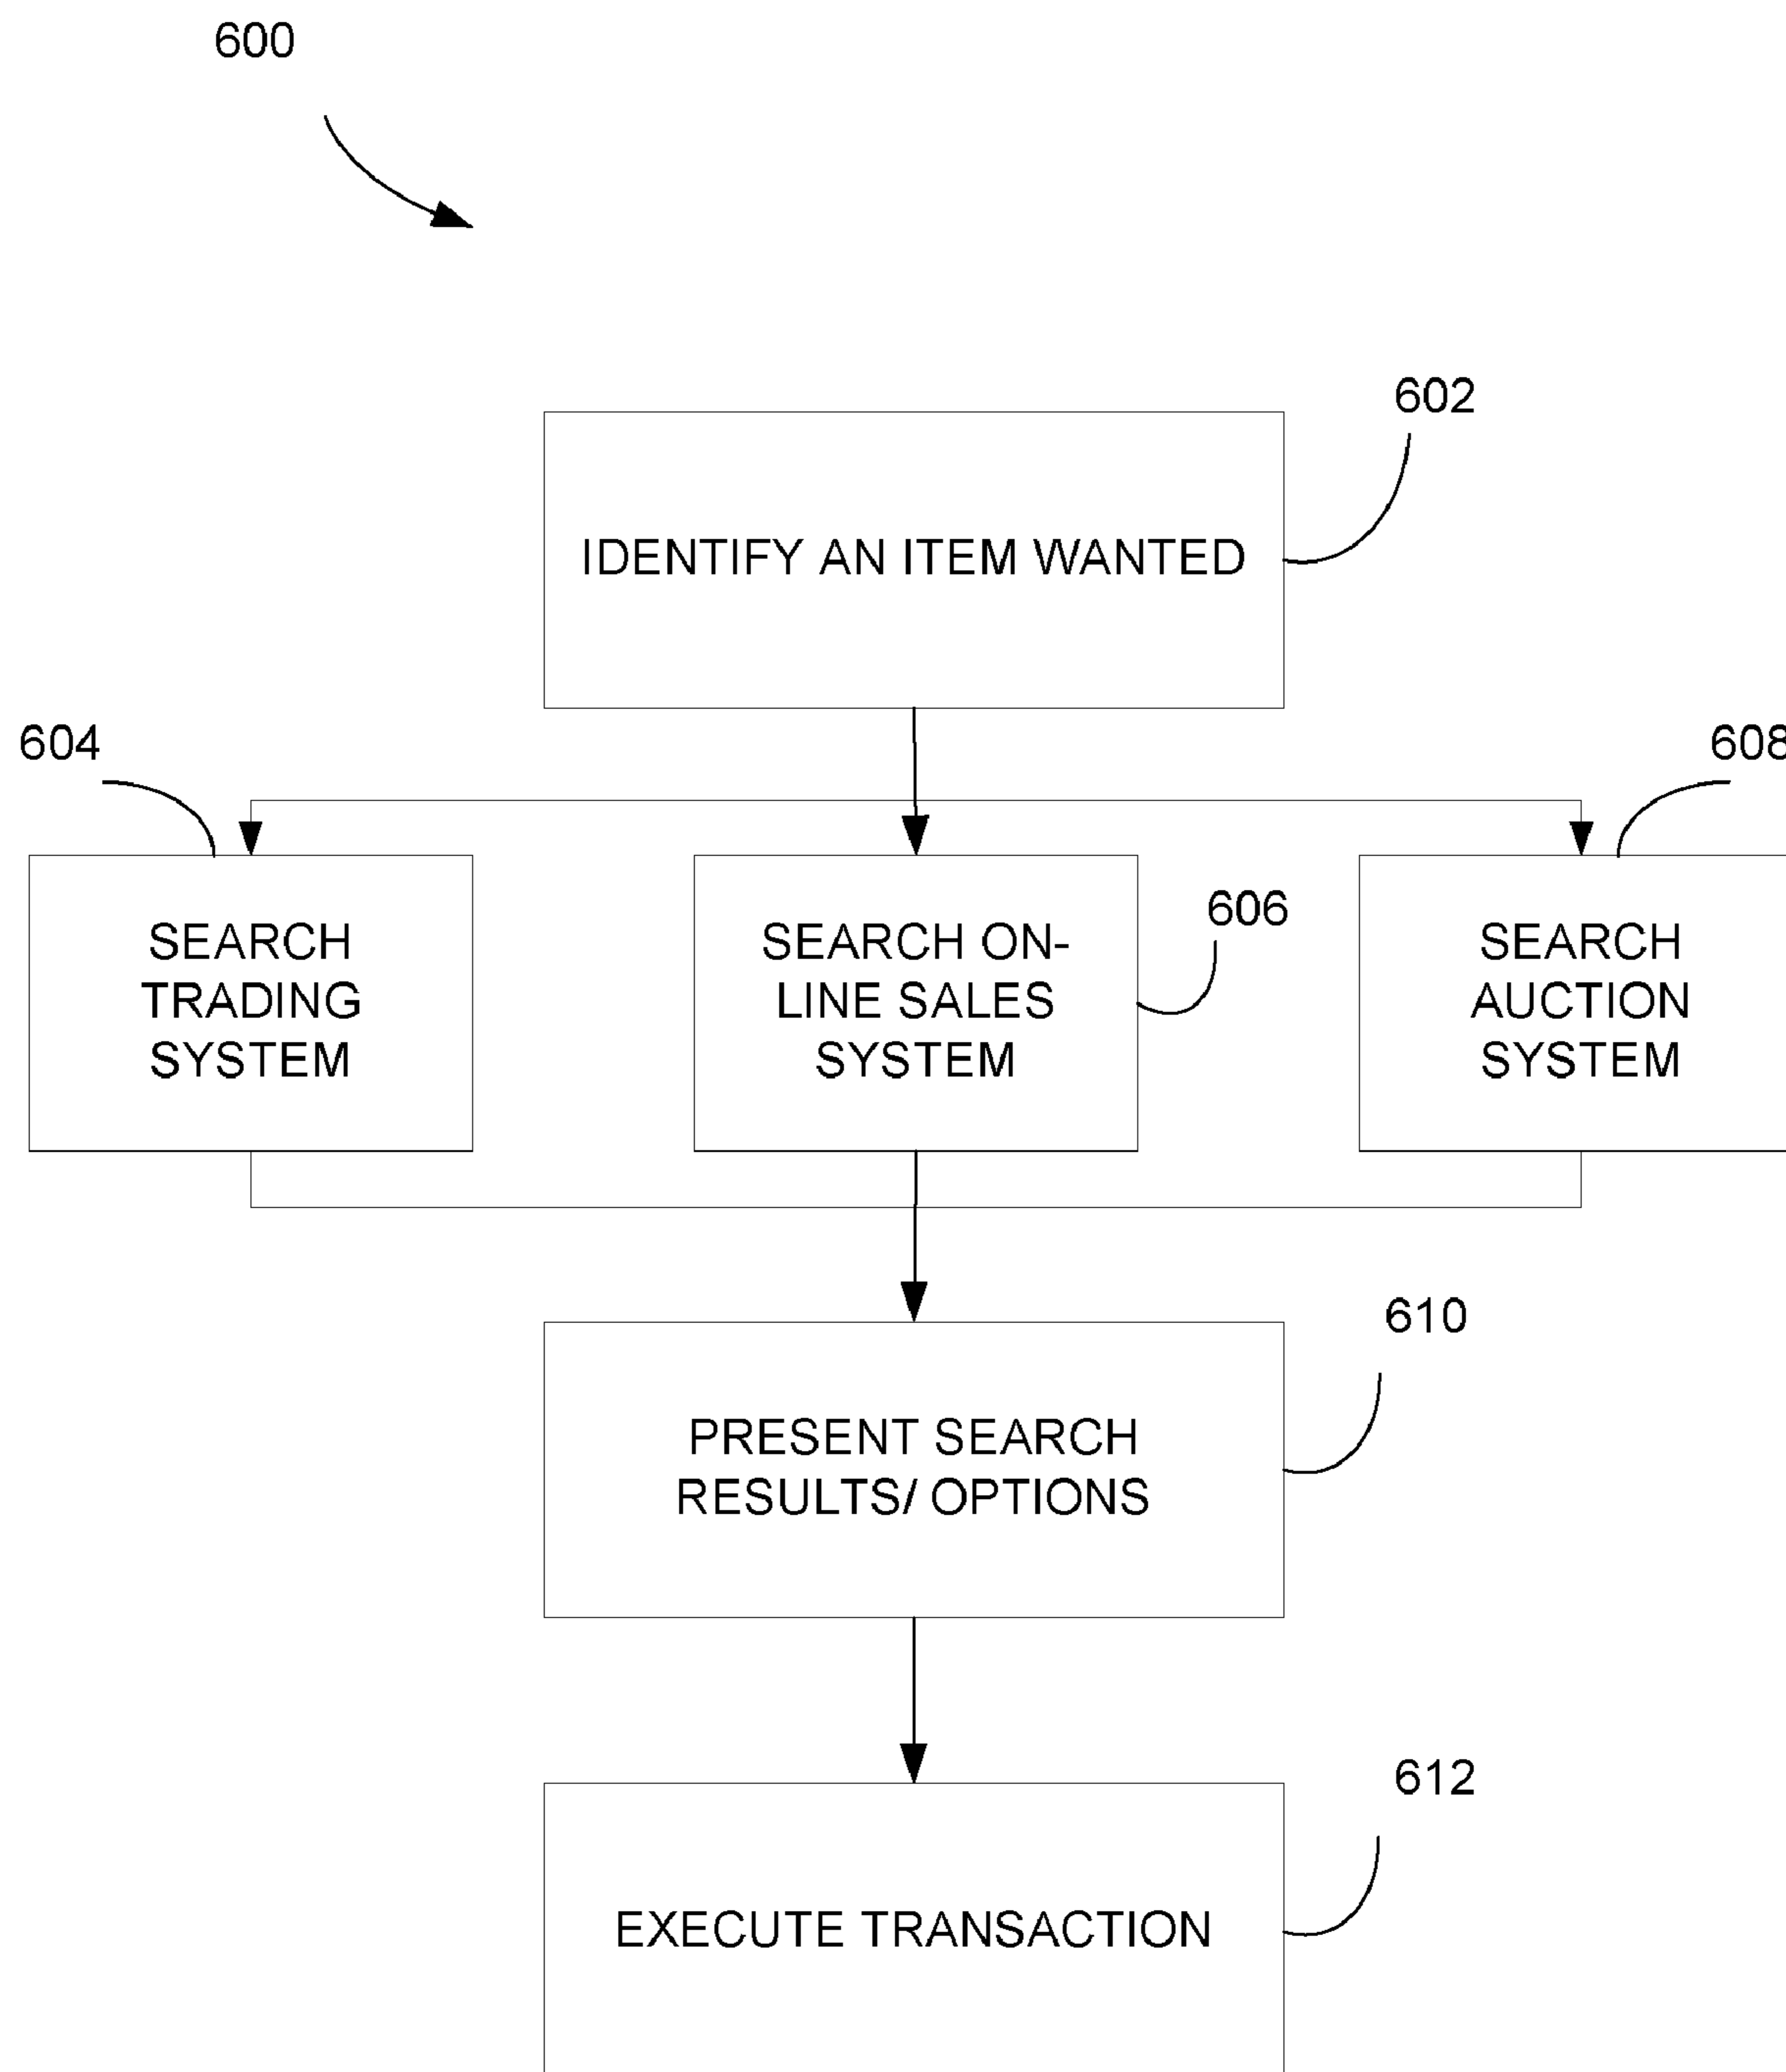 600
602
IDENTIFY AN ITEM WANTED
604
608
606
SEARCH
TRADING
SYSTEM
SEARCH ON-
LINE SALES
SYSTEM
SEARCH
AUCTION
SYSTEM
610
PRESENT SEARCH
RESULTS/ OPTIONS
612
EXECUTE TRANSACTION